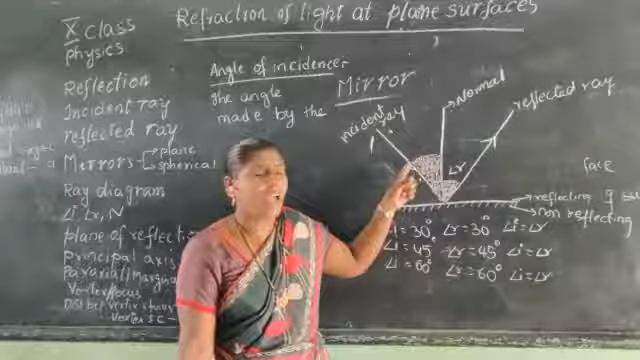 Refraction of light at plane surfaces
X class
physics
Reflection
Incident ray
reflected ray
Mirrors - plane
spherical
Ray diagram
∠i, ∠r, N
plane of reflection
Principal axis
Angle of incidence:
The angle
made by the
Mirror
incident ray
Normal
reflected ray
∠r
face
reflecting
non reflecting
= 30° ∠r = 30° ∠i = ∠r
∠i = 45° ∠r = 45° ∠i = ∠r
∠i = 60° ∠r = 60° ∠i = ∠r